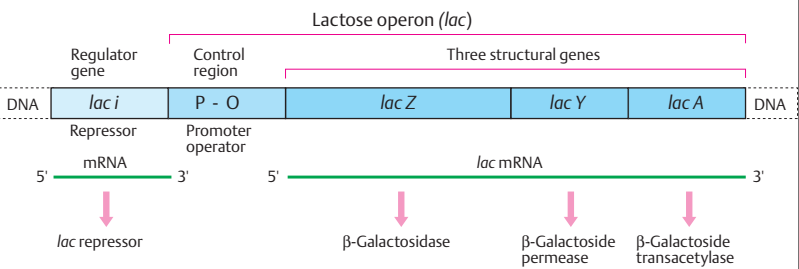 Lactose operon (lac)
Regulator gene
Control region
Three structural genes
DNA
lac i
P - O
lac Z
lac Y
lac A
DNA
Repressor
Promoter operator
mRNA
lac mRNA
5'
3'
5'
3'
lac repressor
β-Galactosidase
β-Galactoside permease
β-Galactoside transacetylase